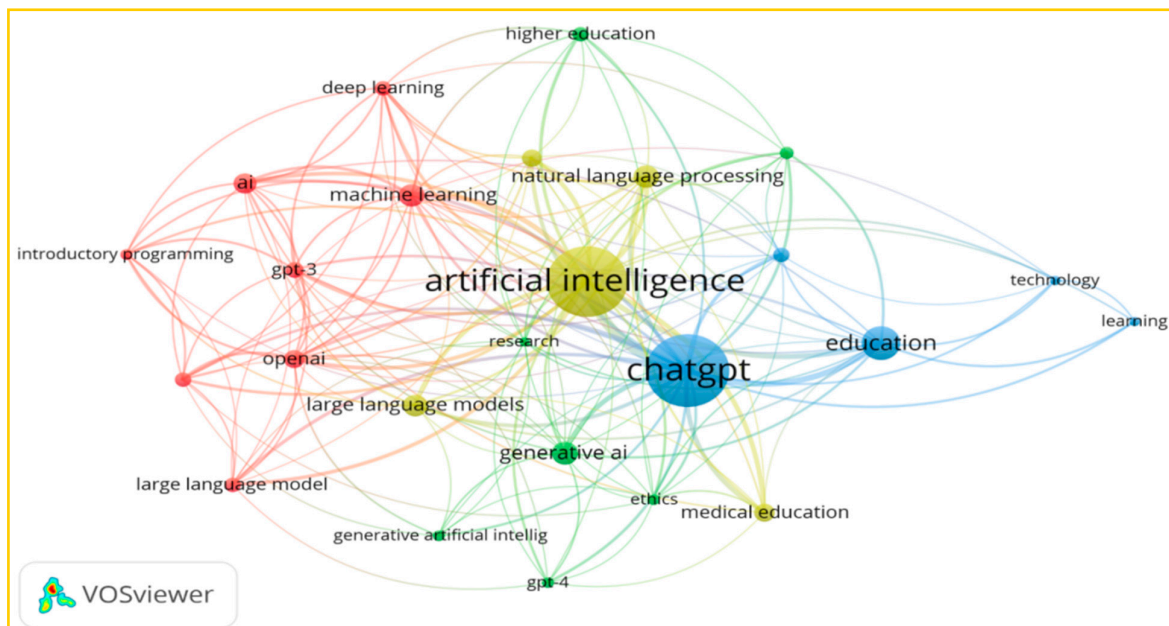 higher education
deep learning
natural language processing
ai
machine learning
introductory programming
gpt-3
artificial intelligence
technology
learning
research
education
openai
chatgpt
large language models
generative ai
large language model
ethics
medical education
generative artificial intellig
gpt-4
VOSviewer